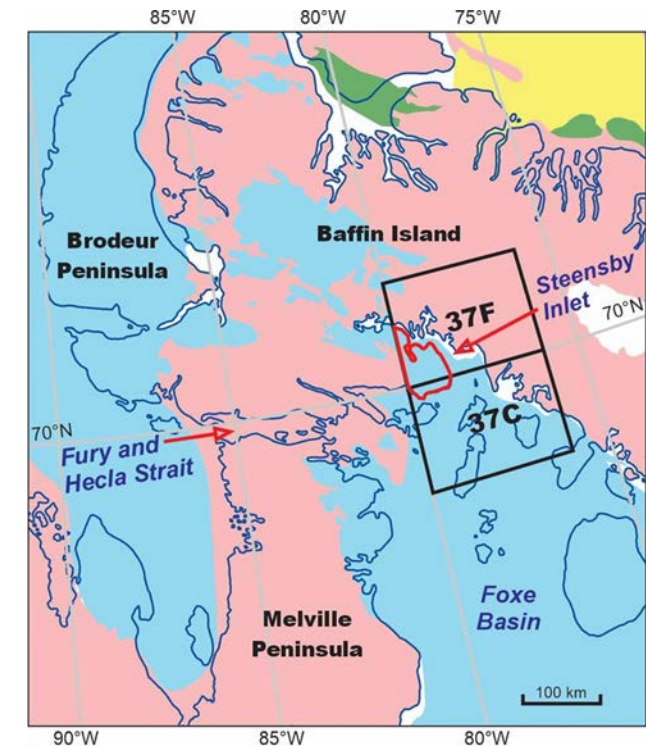 85°W
80°W
75°W
Brodeur
Peninsula
Baffin Island
Steensby
Inlet
37F
70°N
37C
70°N
Fury and
Hecla Strait
Foxe
Basin
Melville
Peninsula
100 km
90°W
85°W
80°W